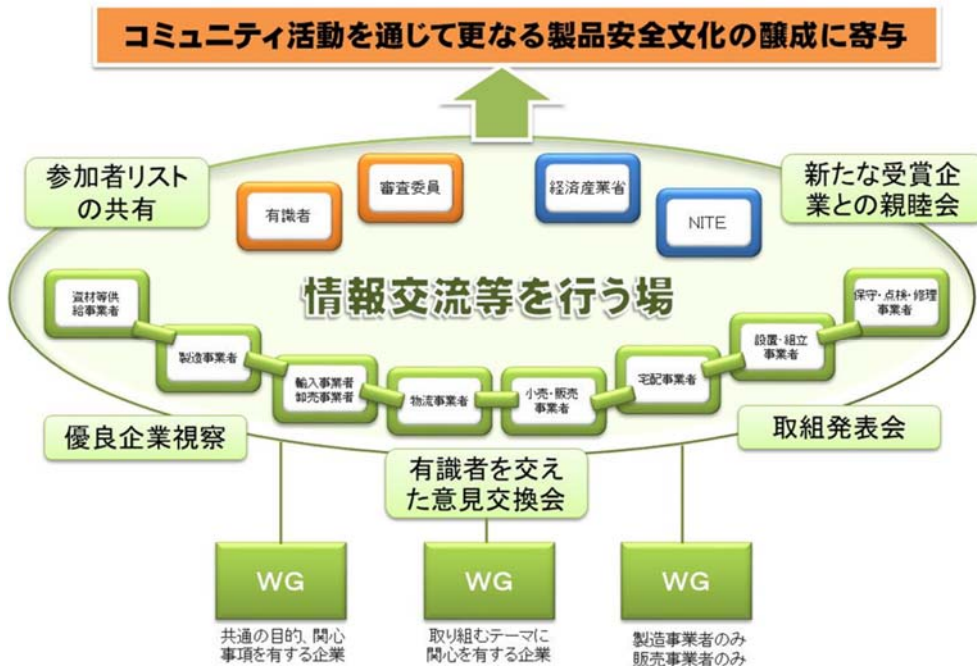 コミュニティ活動を通じて更なる製品安全文化の醸成に寄与
参加者リスト
の共有
有識者
審査委員
経済産業省
NITE
新たな受賞企
業との親睦会
情報交流等を行う場
資材等供
給事業者
製造事業者
輸入事業者
卸売事業者
物流事業者
小売・販売
事業者
宅配事業者
設置・組立
事業者
保守・点検・修理
事業者
優良企業視察
有識者を交え
た意見交換会
取組発表会
WG
共通の目的、関心
事項を有する企業
WG
取り組むテーマに
関心を有する企業
WG
製造事業者のみ
販売事業者のみ